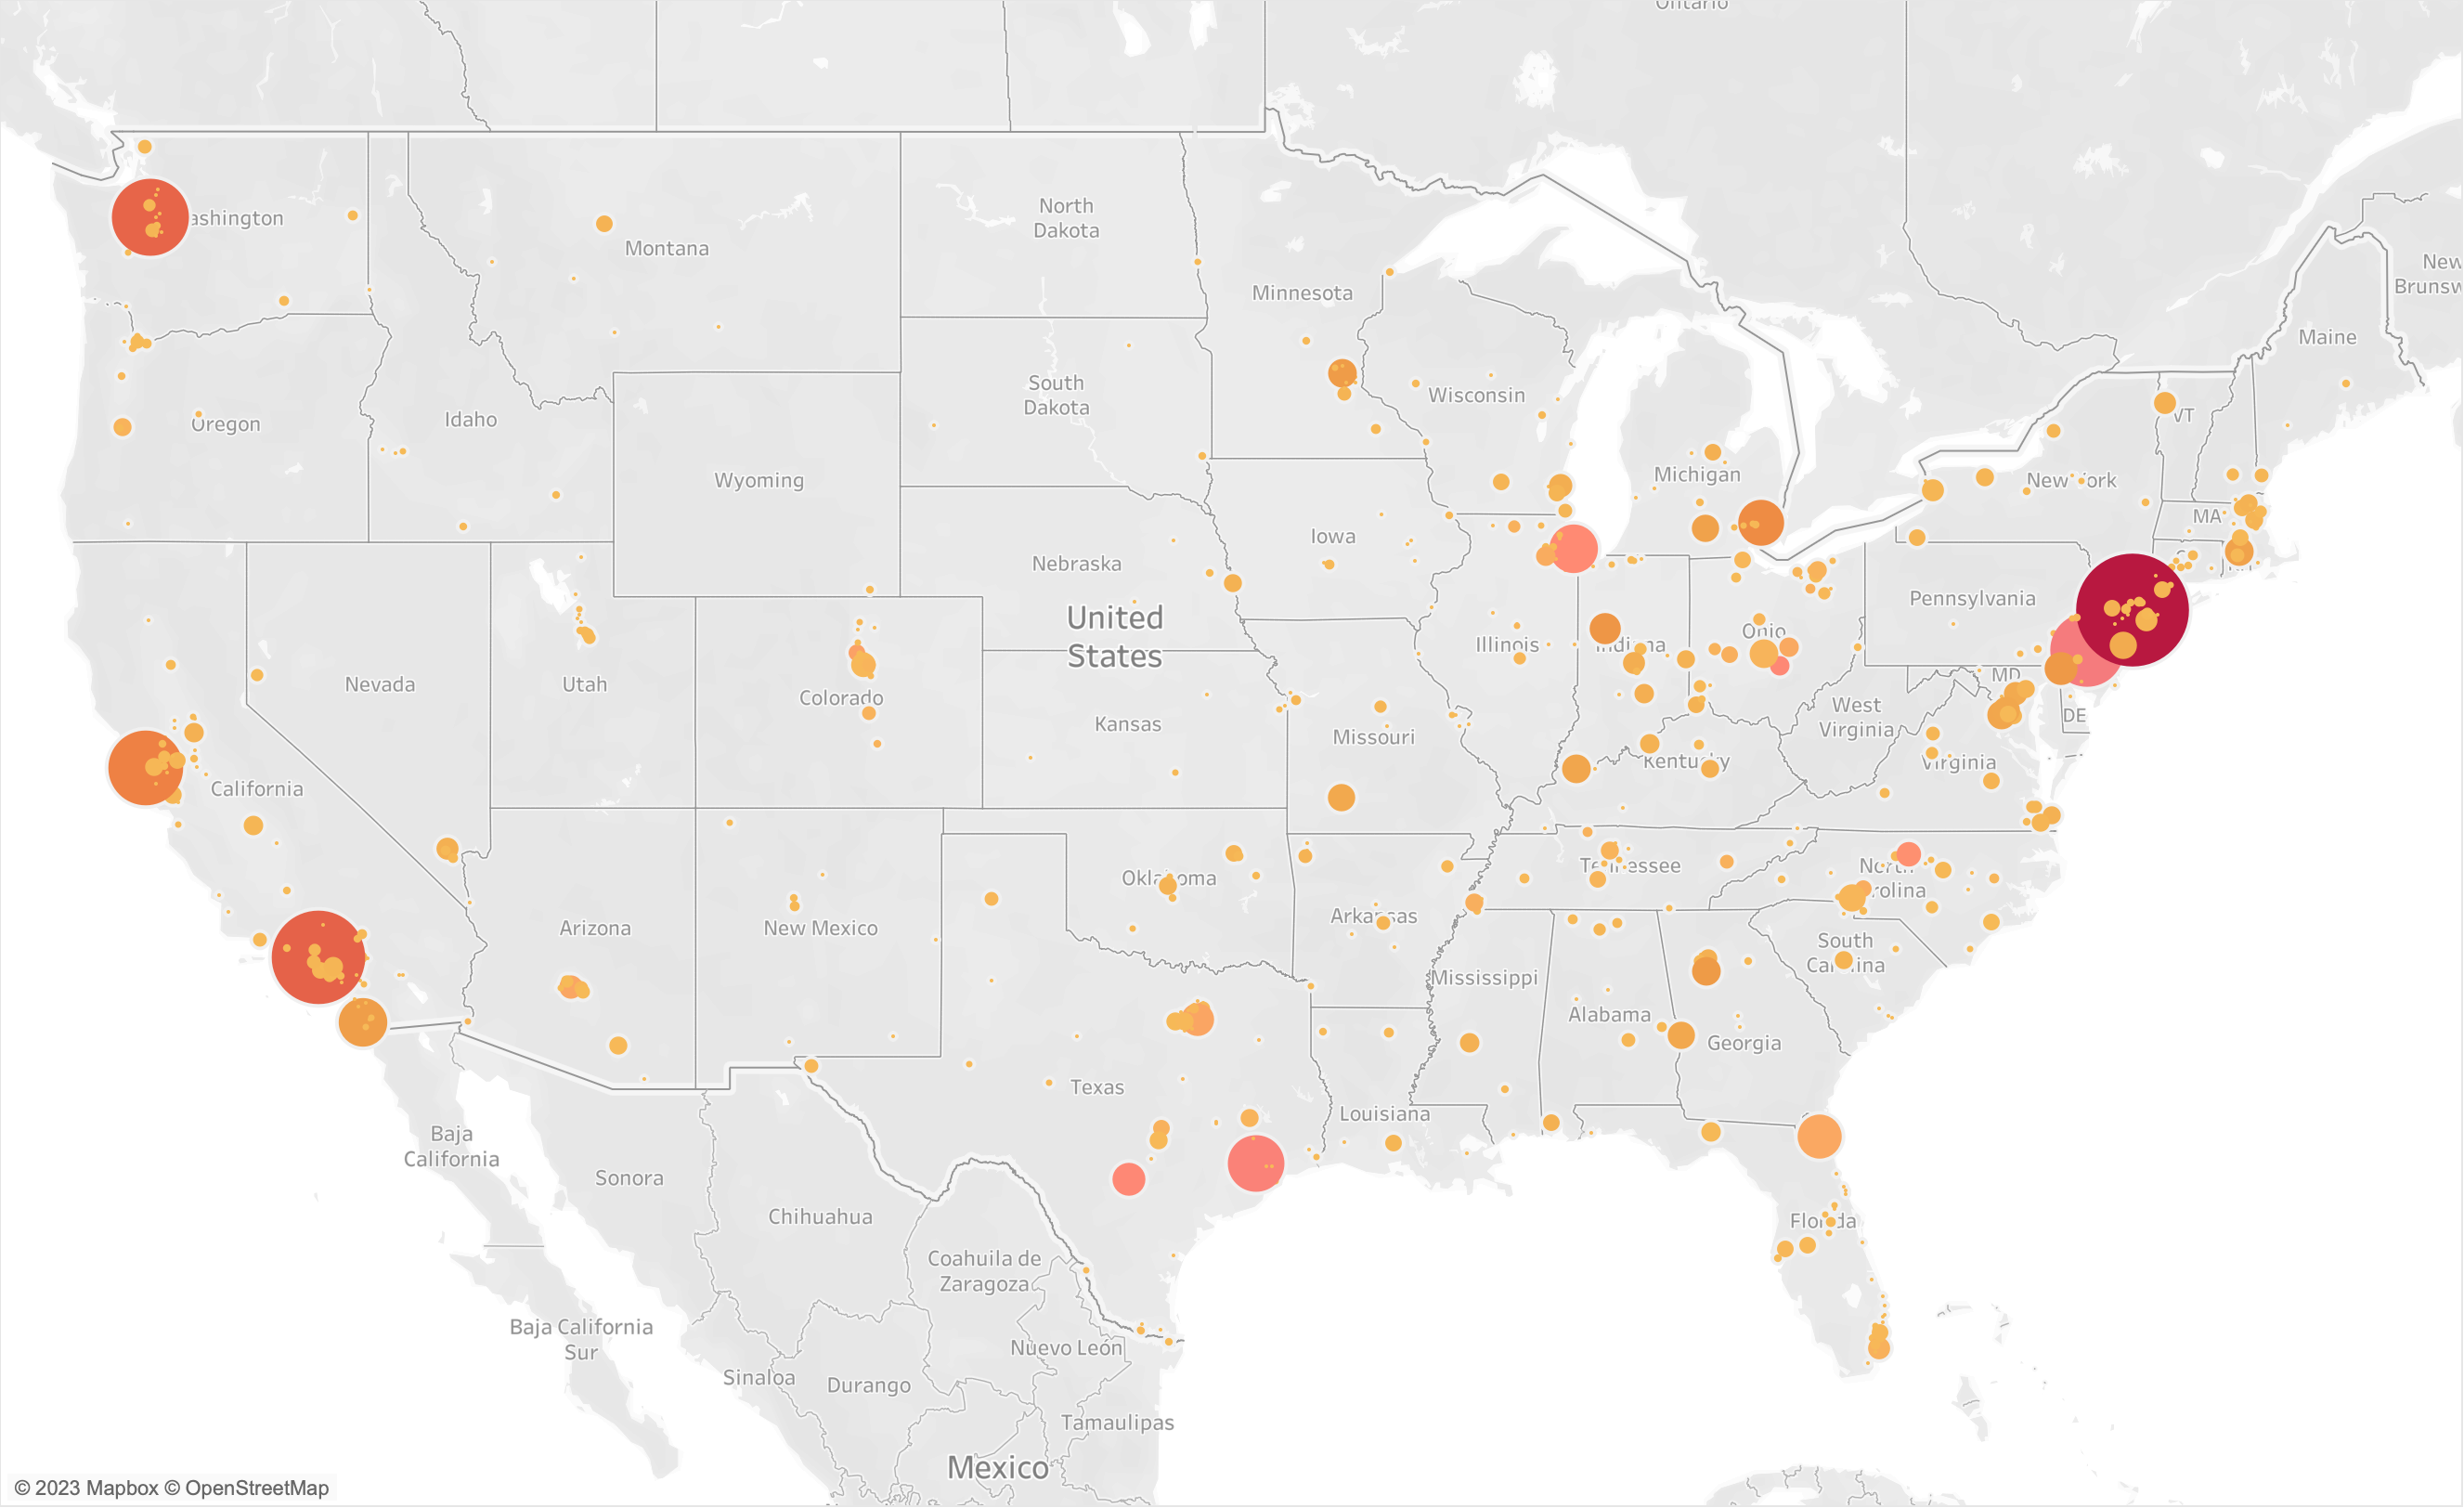 Ontario
ashington
Montana
North
Dakota
Minnesota
New
Brunsw
Maine
South
Dakota
Wisconsin
Oregon
Idaho
VT
Wyoming
Michigan
New ork
MA
Iowa
Nebraska
United
States
Pennsylvania
Ohio
Illinois
Indiana
Nevada
Utah
Colorado
MD
West
Virginia
DE
Kansas
Missouri
California
Kentucky
Virginia
Oklahoma
Tennessee
North
rolina
Arizona
New Mexico
Arkansas
South
Carolina
Mississippi
Alabama
Georgia
Texas
Louisiana
Baja
California
Sonora
Chihuahua
Florida
Coahuila de
Zaragoza
Baja California
Sur
Nuevo León
Sinaloa
Durango
Tamaulipas
Mexico
© 2023 Mapbox © OpenStreetMap